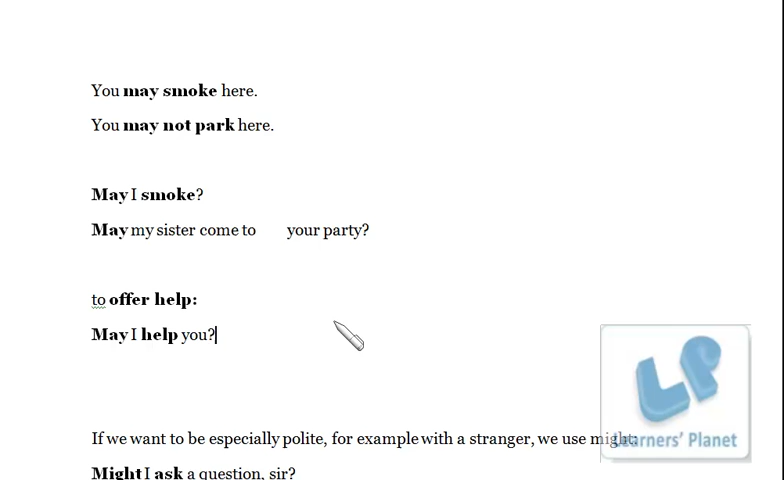 You may smoke here.
You may not park here.
May I smoke?
May my sister come to your party?
to offer help:
May I help you?
If we want to be especially polite, for example with a stranger, we use might:
LP
Learners' Planet
Might I ask a question, sir?